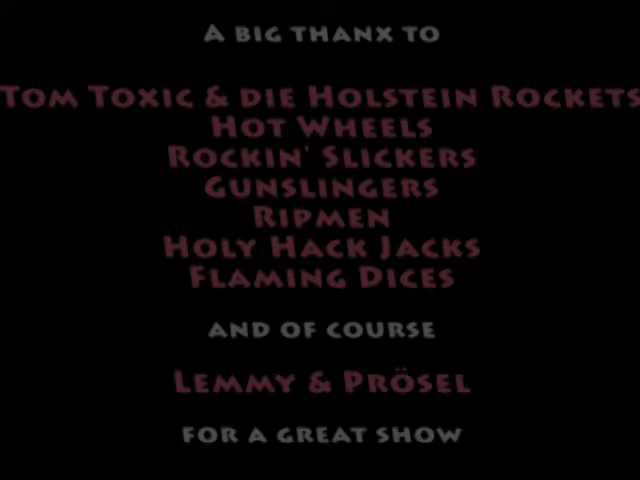 A BIG THANX TO
TOM TOXIC & DIE HOLSTEIN ROCKETS
HOT WHEELS
ROCKIN' SLICKERS
GUNSLINGERS
RIPMEN
HOLY HACK JACKS
FLAMING DICES
AND OF COURSE
LEMMY & PRÖSEL
FOR A GREAT SHOW